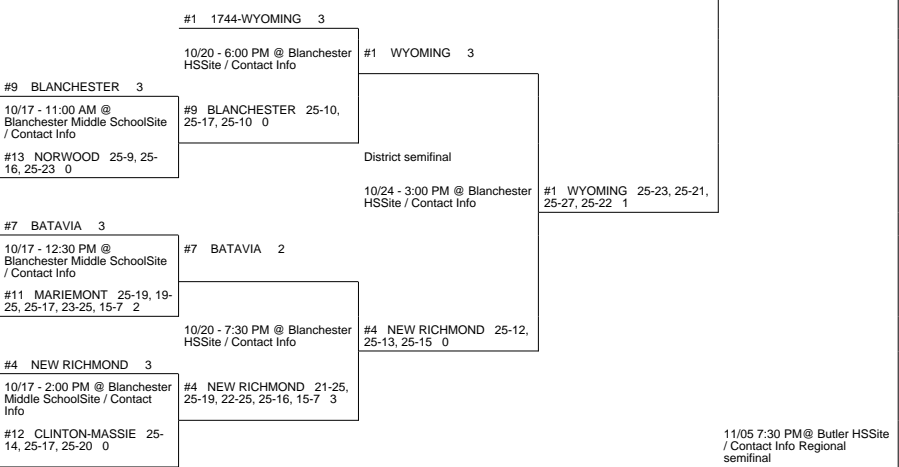 #1 1744-WYOMING 3
10/20 - 6:00 PM @ Blanchester
HSSite / Contact Info
#1 WYOMING 3
#9 BLANCHESTER 3
10/17 - 11:00 AM @
Blanchester Middle SchoolSite
/ Contact Info
#9 BLANCHESTER 25-10,
25-17, 25-10 0
#13 NORWOOD 25-9, 25-
16, 25-23 0
District semifinal
10/24 - 3:00 PM @ Blanchester
HSSite / Contact Info
#1 WYOMING 25-23, 25-21,
25-27, 25-22 1
#7 BATAVIA 3
10/17 - 12:30 PM @
Blanchester Middle SchoolSite
/ Contact Info
#7 BATAVIA 2
#11 MARIEMONT 25-19, 19-
25, 25-17, 23-25, 15-7 2
10/20 - 7:30 PM @ Blanchester
HSSite / Contact Info
#4 NEW RICHMOND 25-12,
25-13, 25-15 0
#4 NEW RICHMOND 3
10/17 - 2:00 PM @ Blanchester
Middle SchoolSite / Contact
Info
#4 NEW RICHMOND 21-25,
25-19, 22-25, 25-16, 15-7 3
#12 CLINTON-MASSIE 25-
14, 25-17, 25-20 0
11/05 7:30 PM@ Butler HSSite
/ Contact Info Regional
semifinal